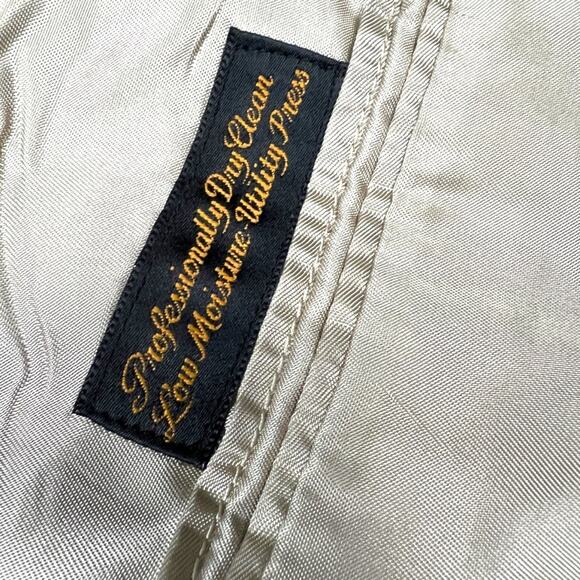 Professionally Dry Clean
Low Moisture-Utility Press